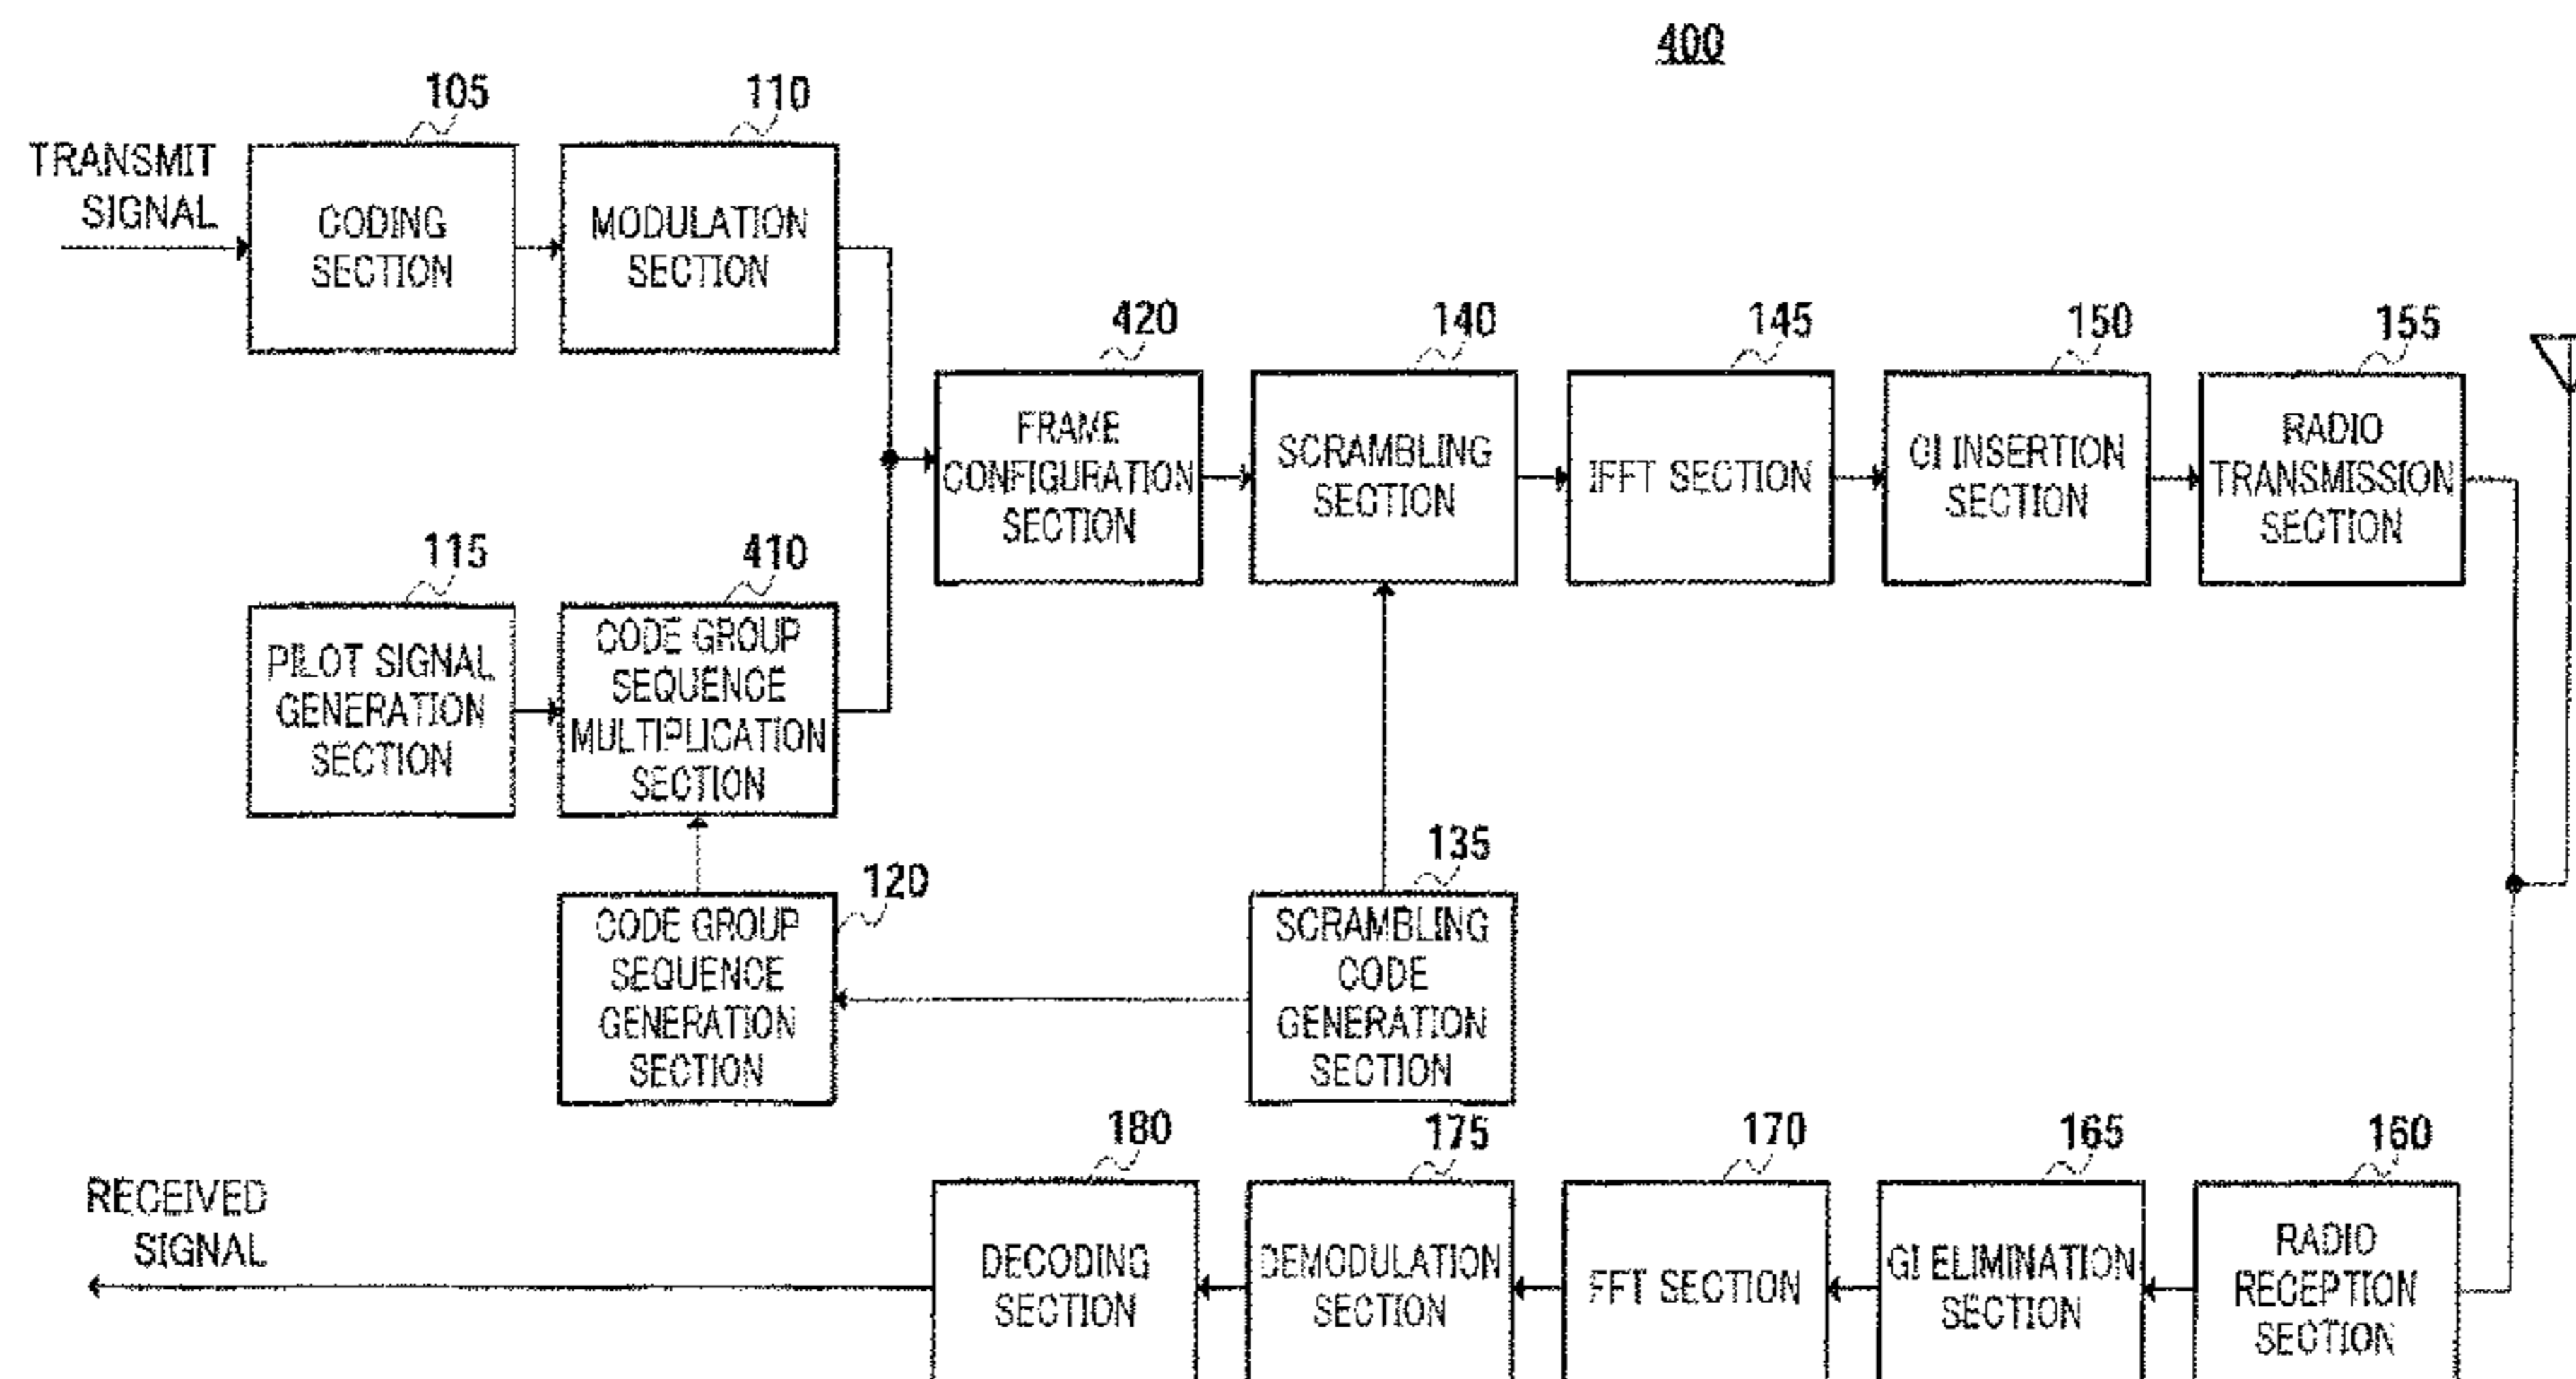 400
105
110
TRANSMIT
SIGNAL
CODING
SECTION
MODULATION
SECTION
420
140
145
150
155
FRAME
CONFIGURATION
SECTION
SCRAMBLING
SECTION
IFFT SECTION
GI INSERTION
SECTION
RADIO
TRANSMISSION
SECTION
115
410
PILOT SIGNAL
GENERATION
SECTION
CODE GROUP
SEQUENCE
MULTIPLICATION
SECTION
120
135
CODE GROUP
SEQUENCE
GENERATION
SECTION
SCRAMBLING
CODE
GENERATION
SECTION
180
175
170
165
160
RECEIVED
SIGNAL
DECODING
SECTION
DEMODULATION
SECTION
FFT SECTION
GI ELIMINATION
SECTION
RADIO
RECEPTION
SECTION